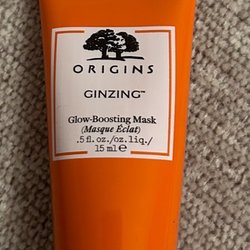 ORIGINS
GINZING™
Glow-Boosting Mask
(Masque Éclat)
.5 fl. oz./oz. liq./
15 ml ℮